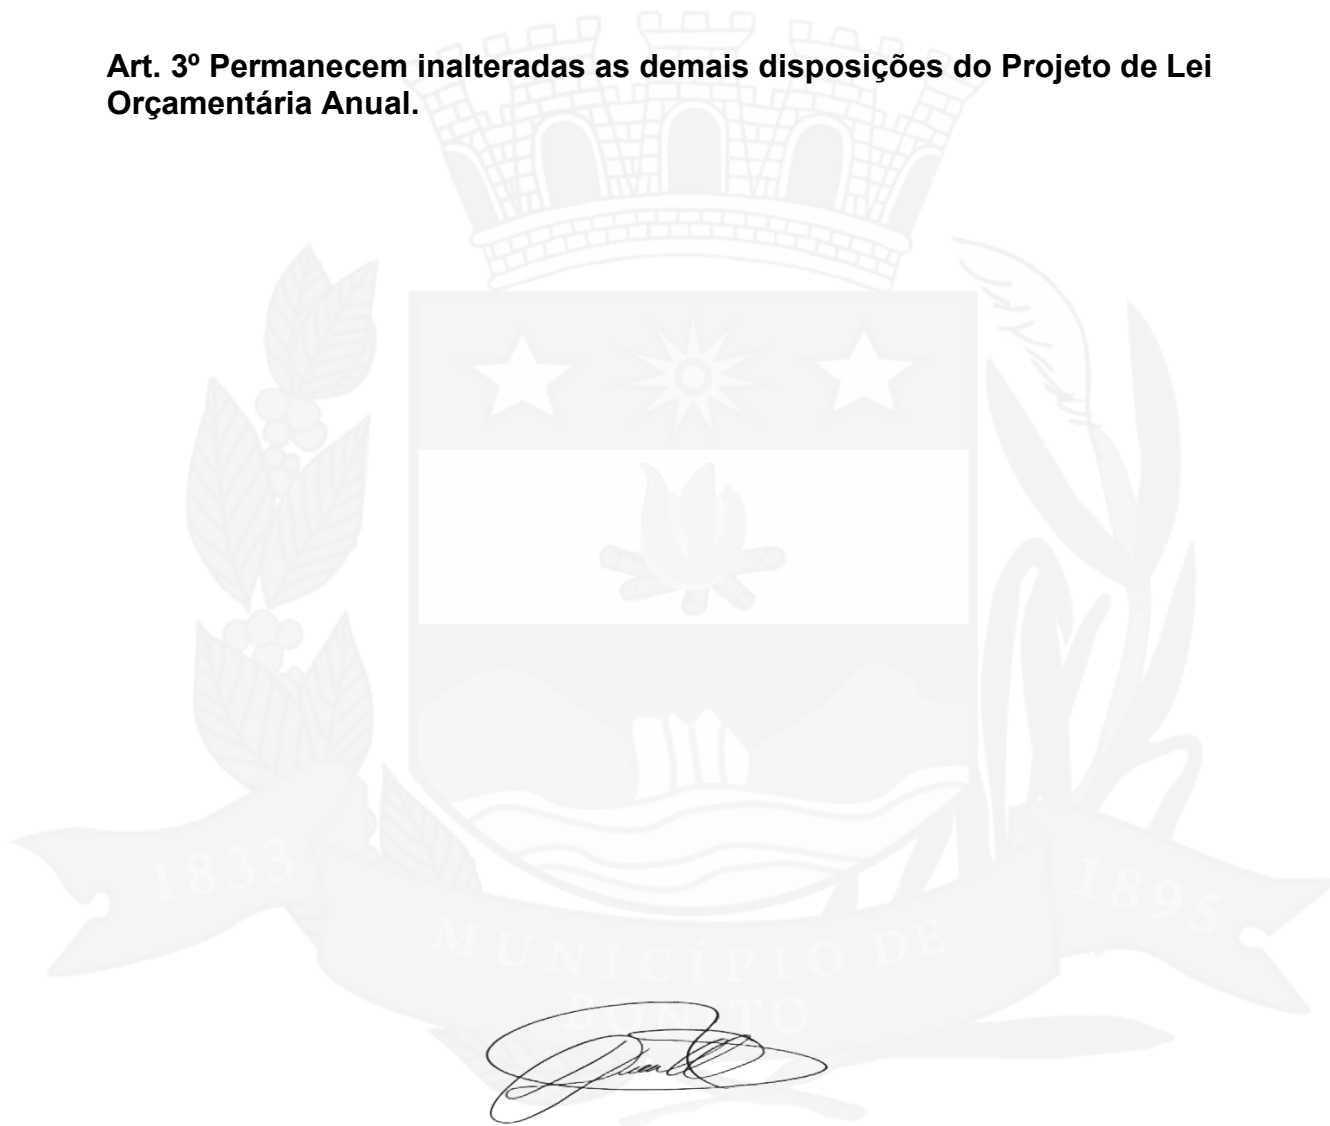 Art. 3º Permanecem inalteradas as demais disposições do Projeto de Lei
Orçamentária Anual.
1833
1895
MUNICÍPIO DE